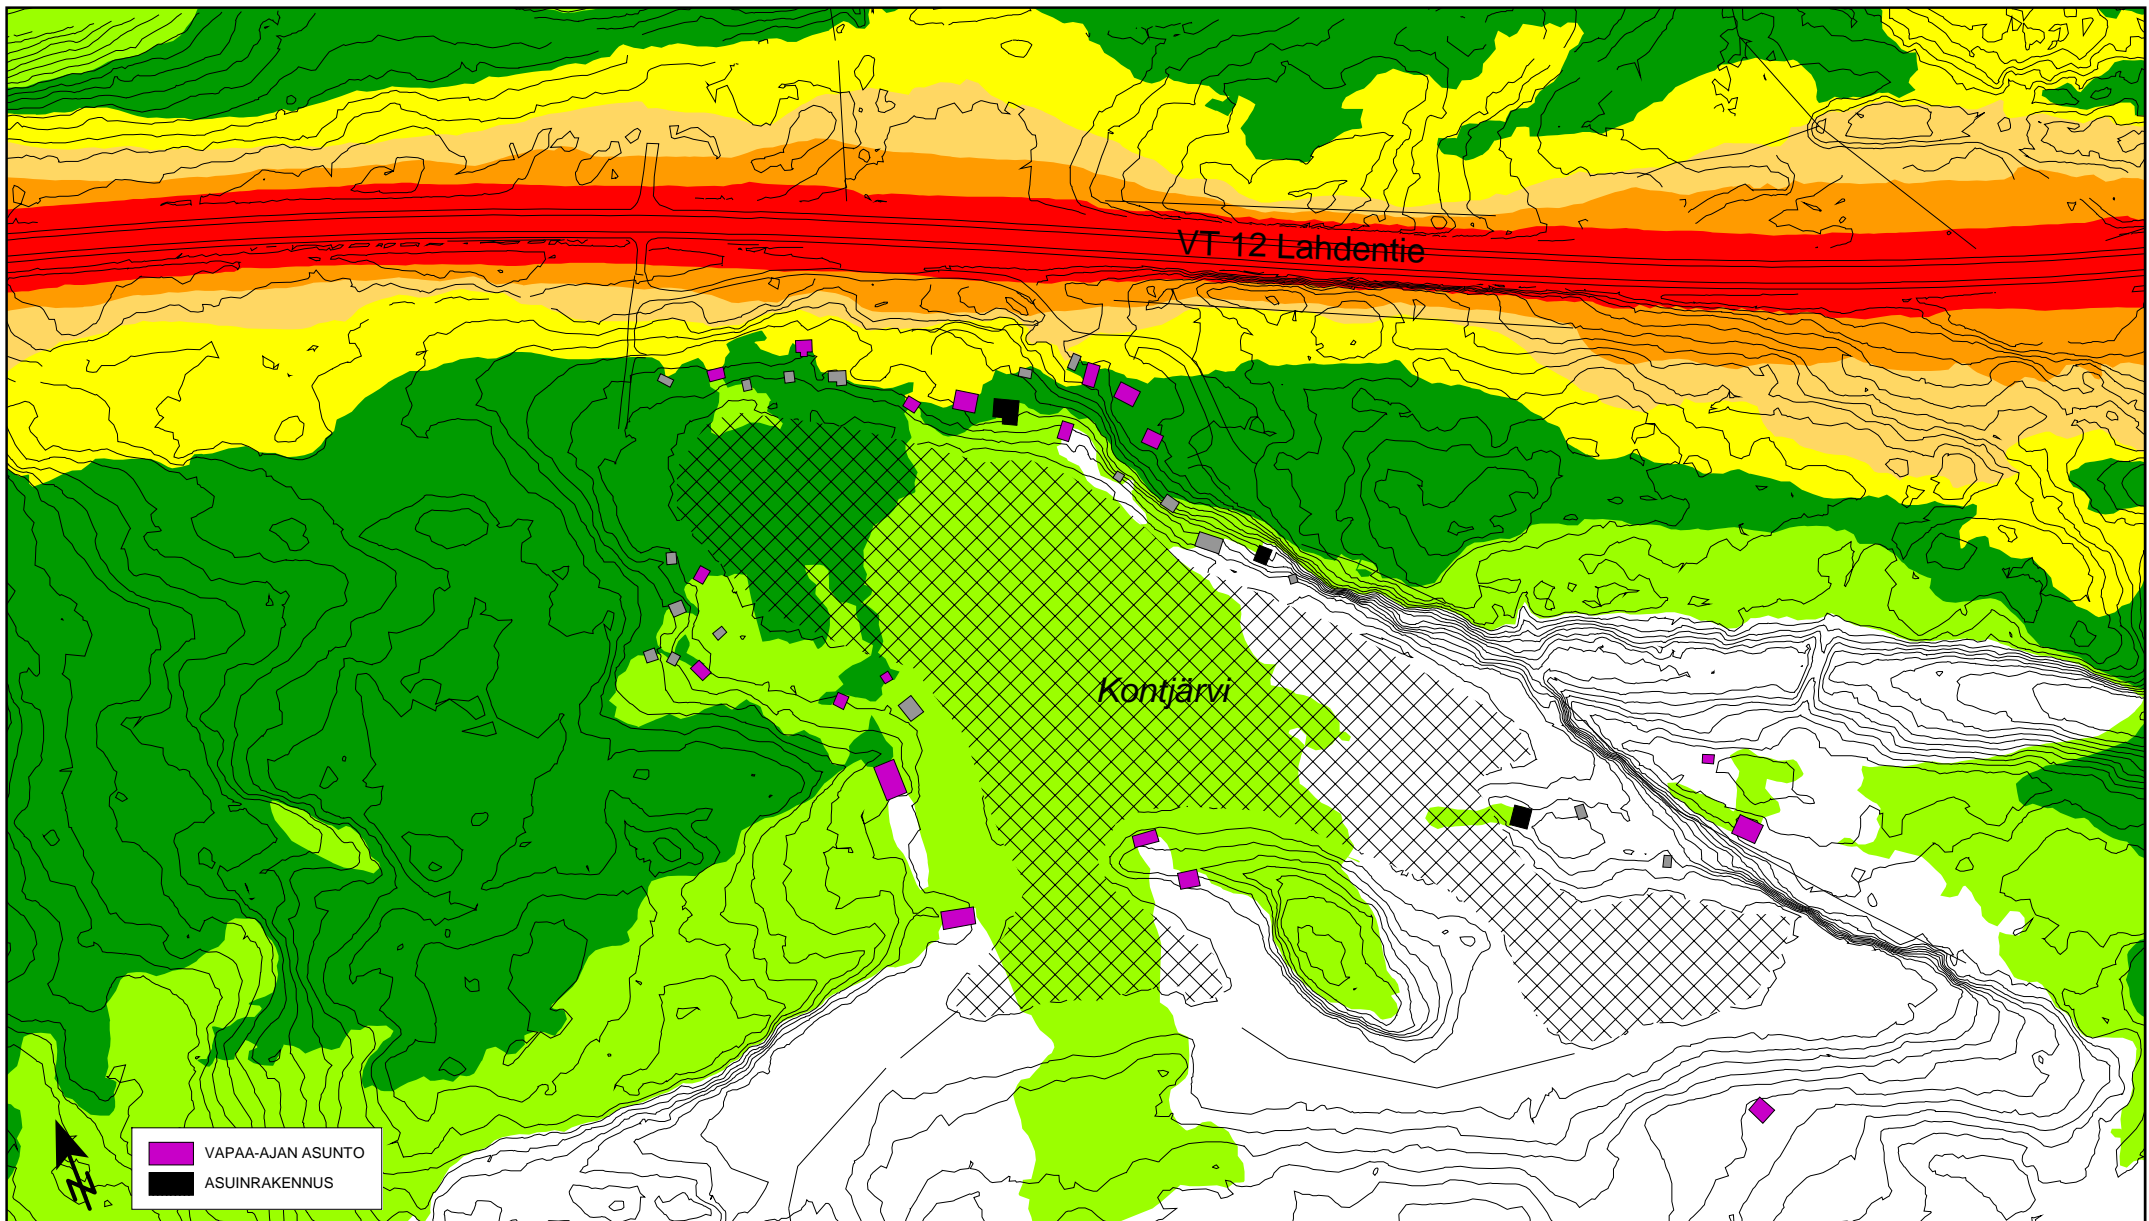 VT 12 Lahdentie
Kontjärvi
VAPAA-AJAN ASUNTO
ASUINRAKENNUS
N